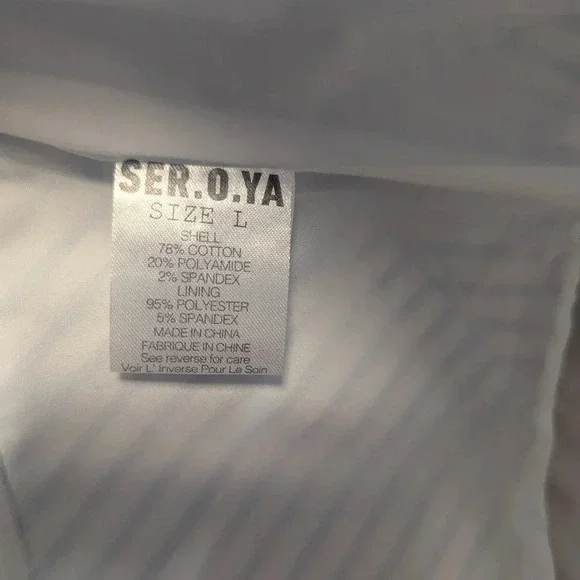 SER.O.YA
SIZE L
SHELL
78% COTTON
20% POLYAMIDE
2% SPANDEX
LINING
95% POLYESTER
5% SPANDEX
MADE IN CHINA
FABRIQUE IN CHINE
See reverse for care
Voir L' Inverse Pour Le Soin